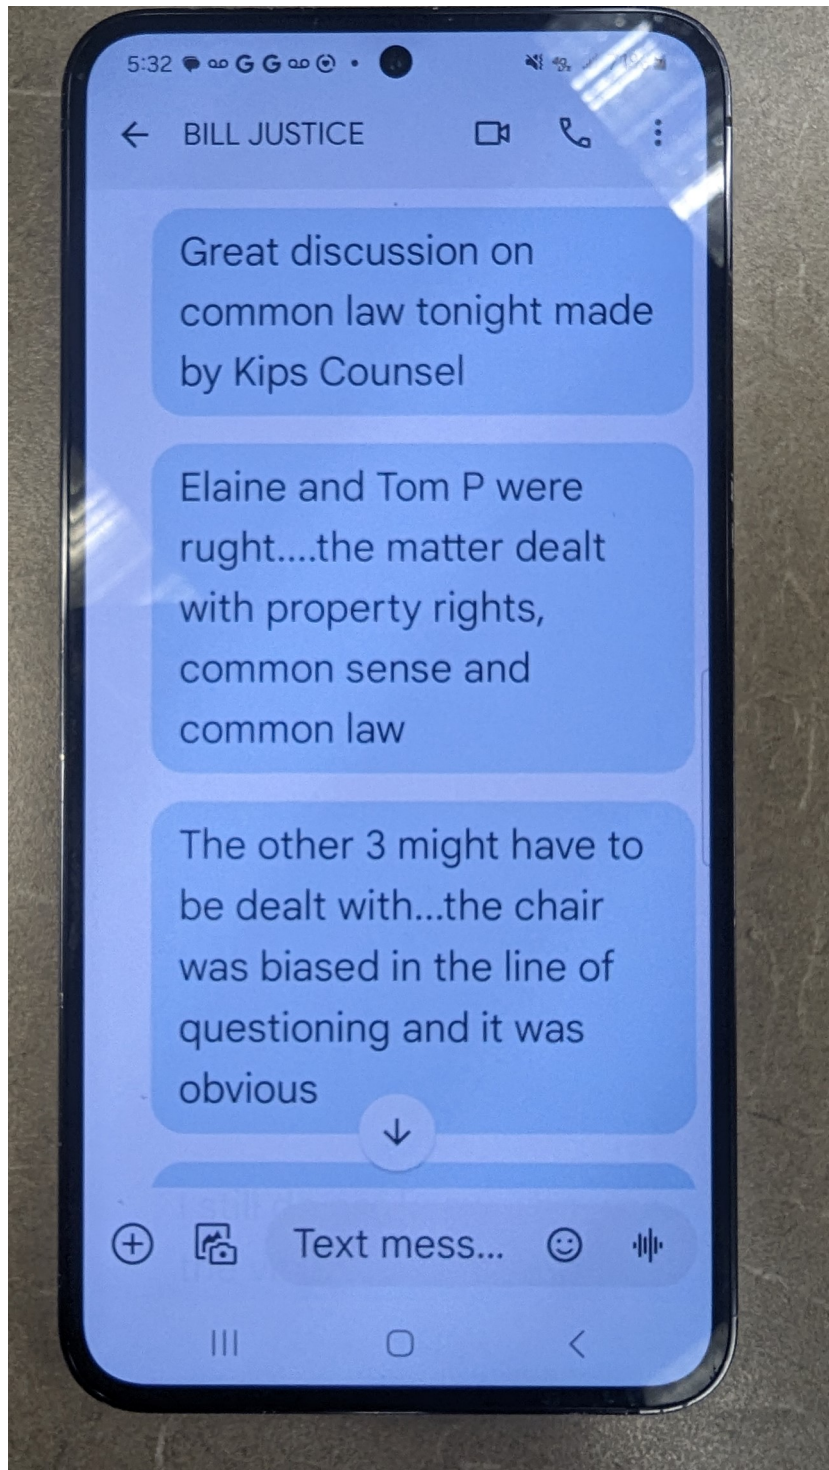 5:32
BILL JUSTICE
Great discussion on
common law tonight made
by Kips Counsel
Elaine and Tom P were
rught....the matter dealt
with property rights,
common sense and
common law
The other 3 might have to
be dealt with...the chair
was biased in the line of
questioning and it was
obvious
I still
Text mess...